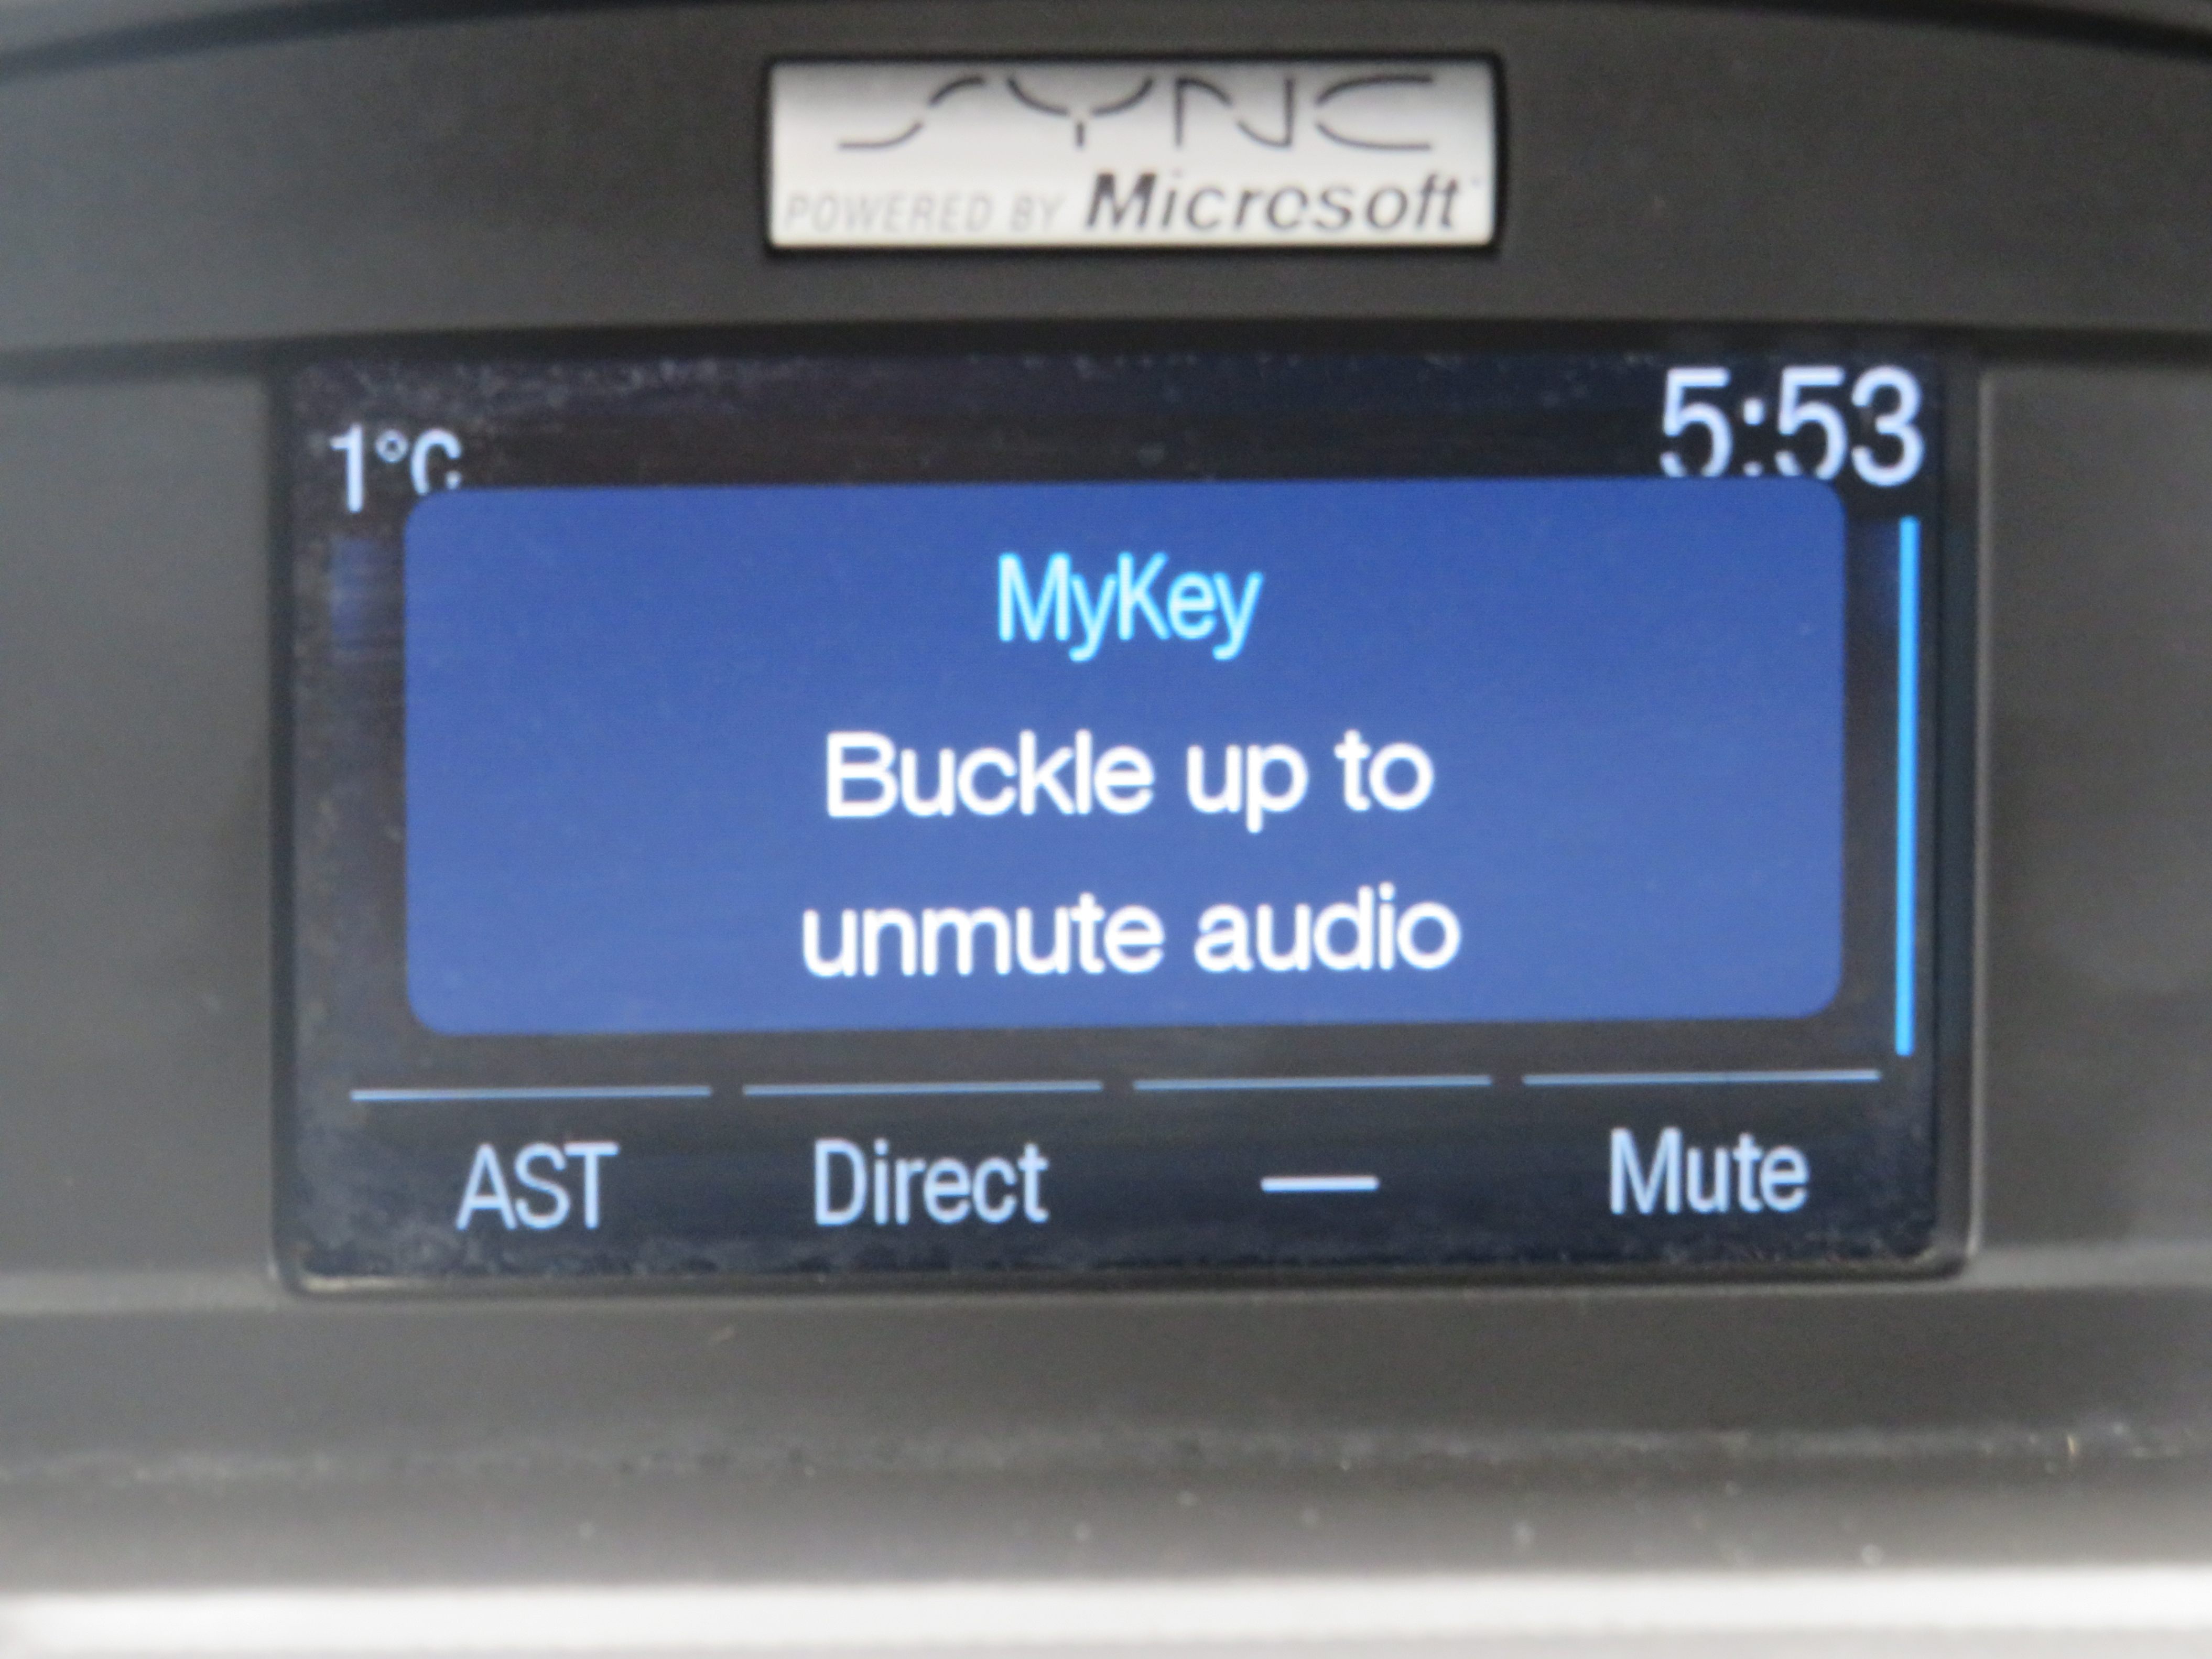 SYNC
POWERED BY Microsoft
1°C 5:53
MyKey
Buckle up to
unmute audio
AST Direct — Mute